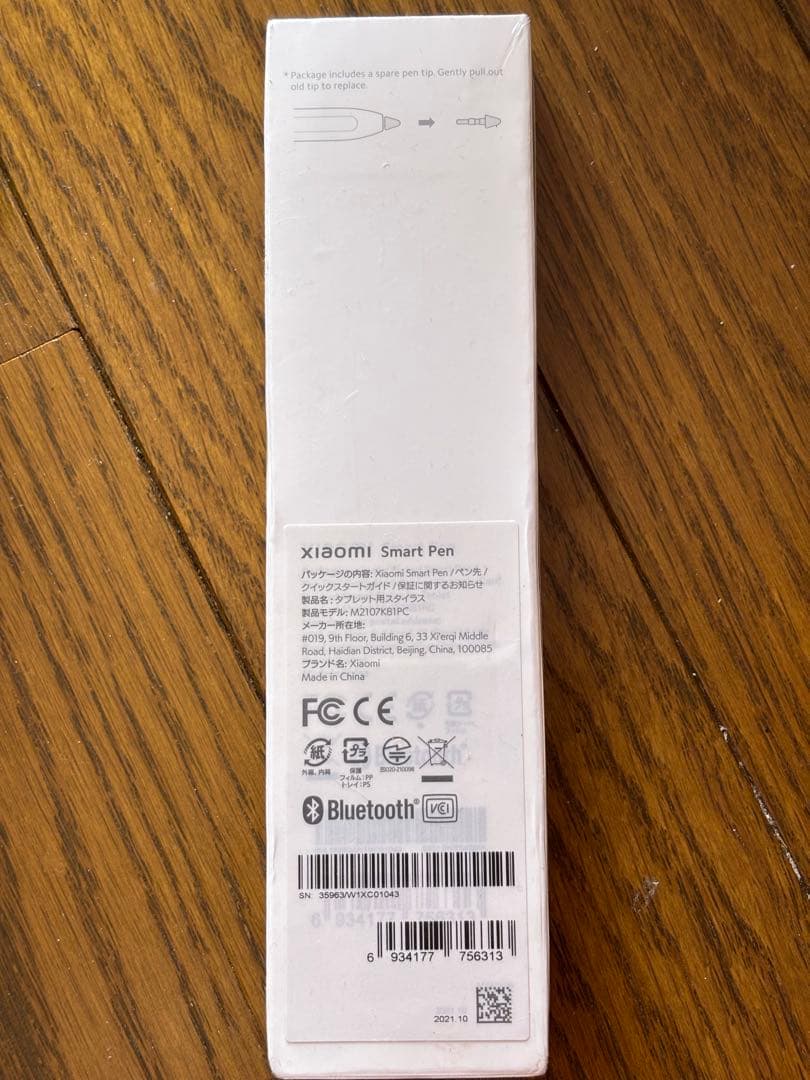 * Package includes a spare pen tip. Gently pull out
old tip to replace.
xiaomi Smart Pen
パッケージの内容: Xiaomi Smart Pen /ペン先 /
クイックスタートガイド /保証に関するお知らせ
製品名: タブレット用スタイラス
製品モデル: M2107K81PC
メーカー所在地:
#019, 9th Floor, Building 6, 33 Xi'erqi Middle
Road, Haidian District, Beijing, China, 100085
ブランド名: Xiaomi
Made in China
FC CE
紙 プラ
外箱、内箱 保護
フィルム: PP
トレイ: PS
Bluetooth® VCCI
SN: 35963/W1XC01043
6 934177 756313
2021.10